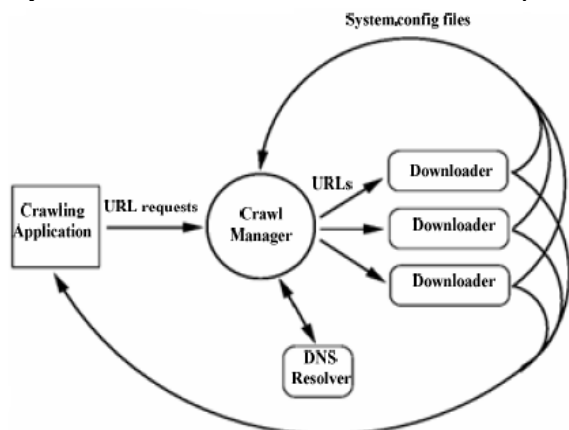 System config files
URLs
Downloader
Crawling
Application
URL requests
Crawl
Manager
Downloader
Downloader
DNS
Resolver